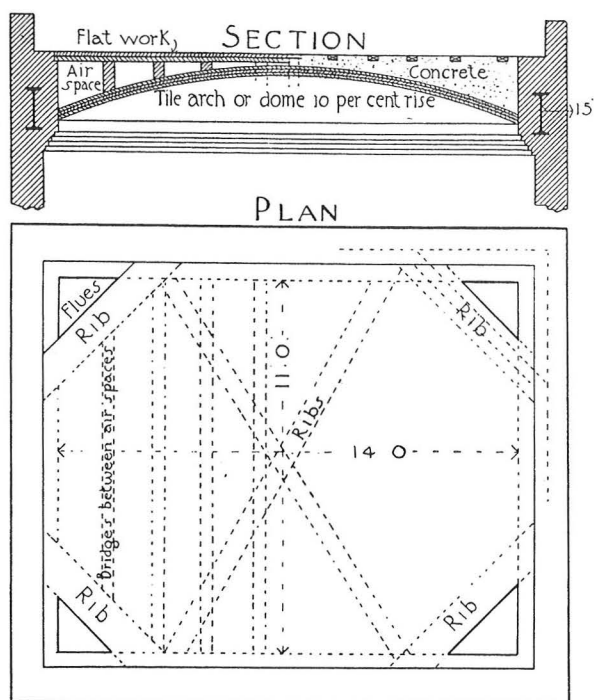 Flat work,
SECTION
Air space
Concrete
Tile arch or dome 10 per cent rise
15"
PLAN
Flues
Rib
Rib
11.0
Ribs
14 0
Bridges between air spaces
Rib
Rib